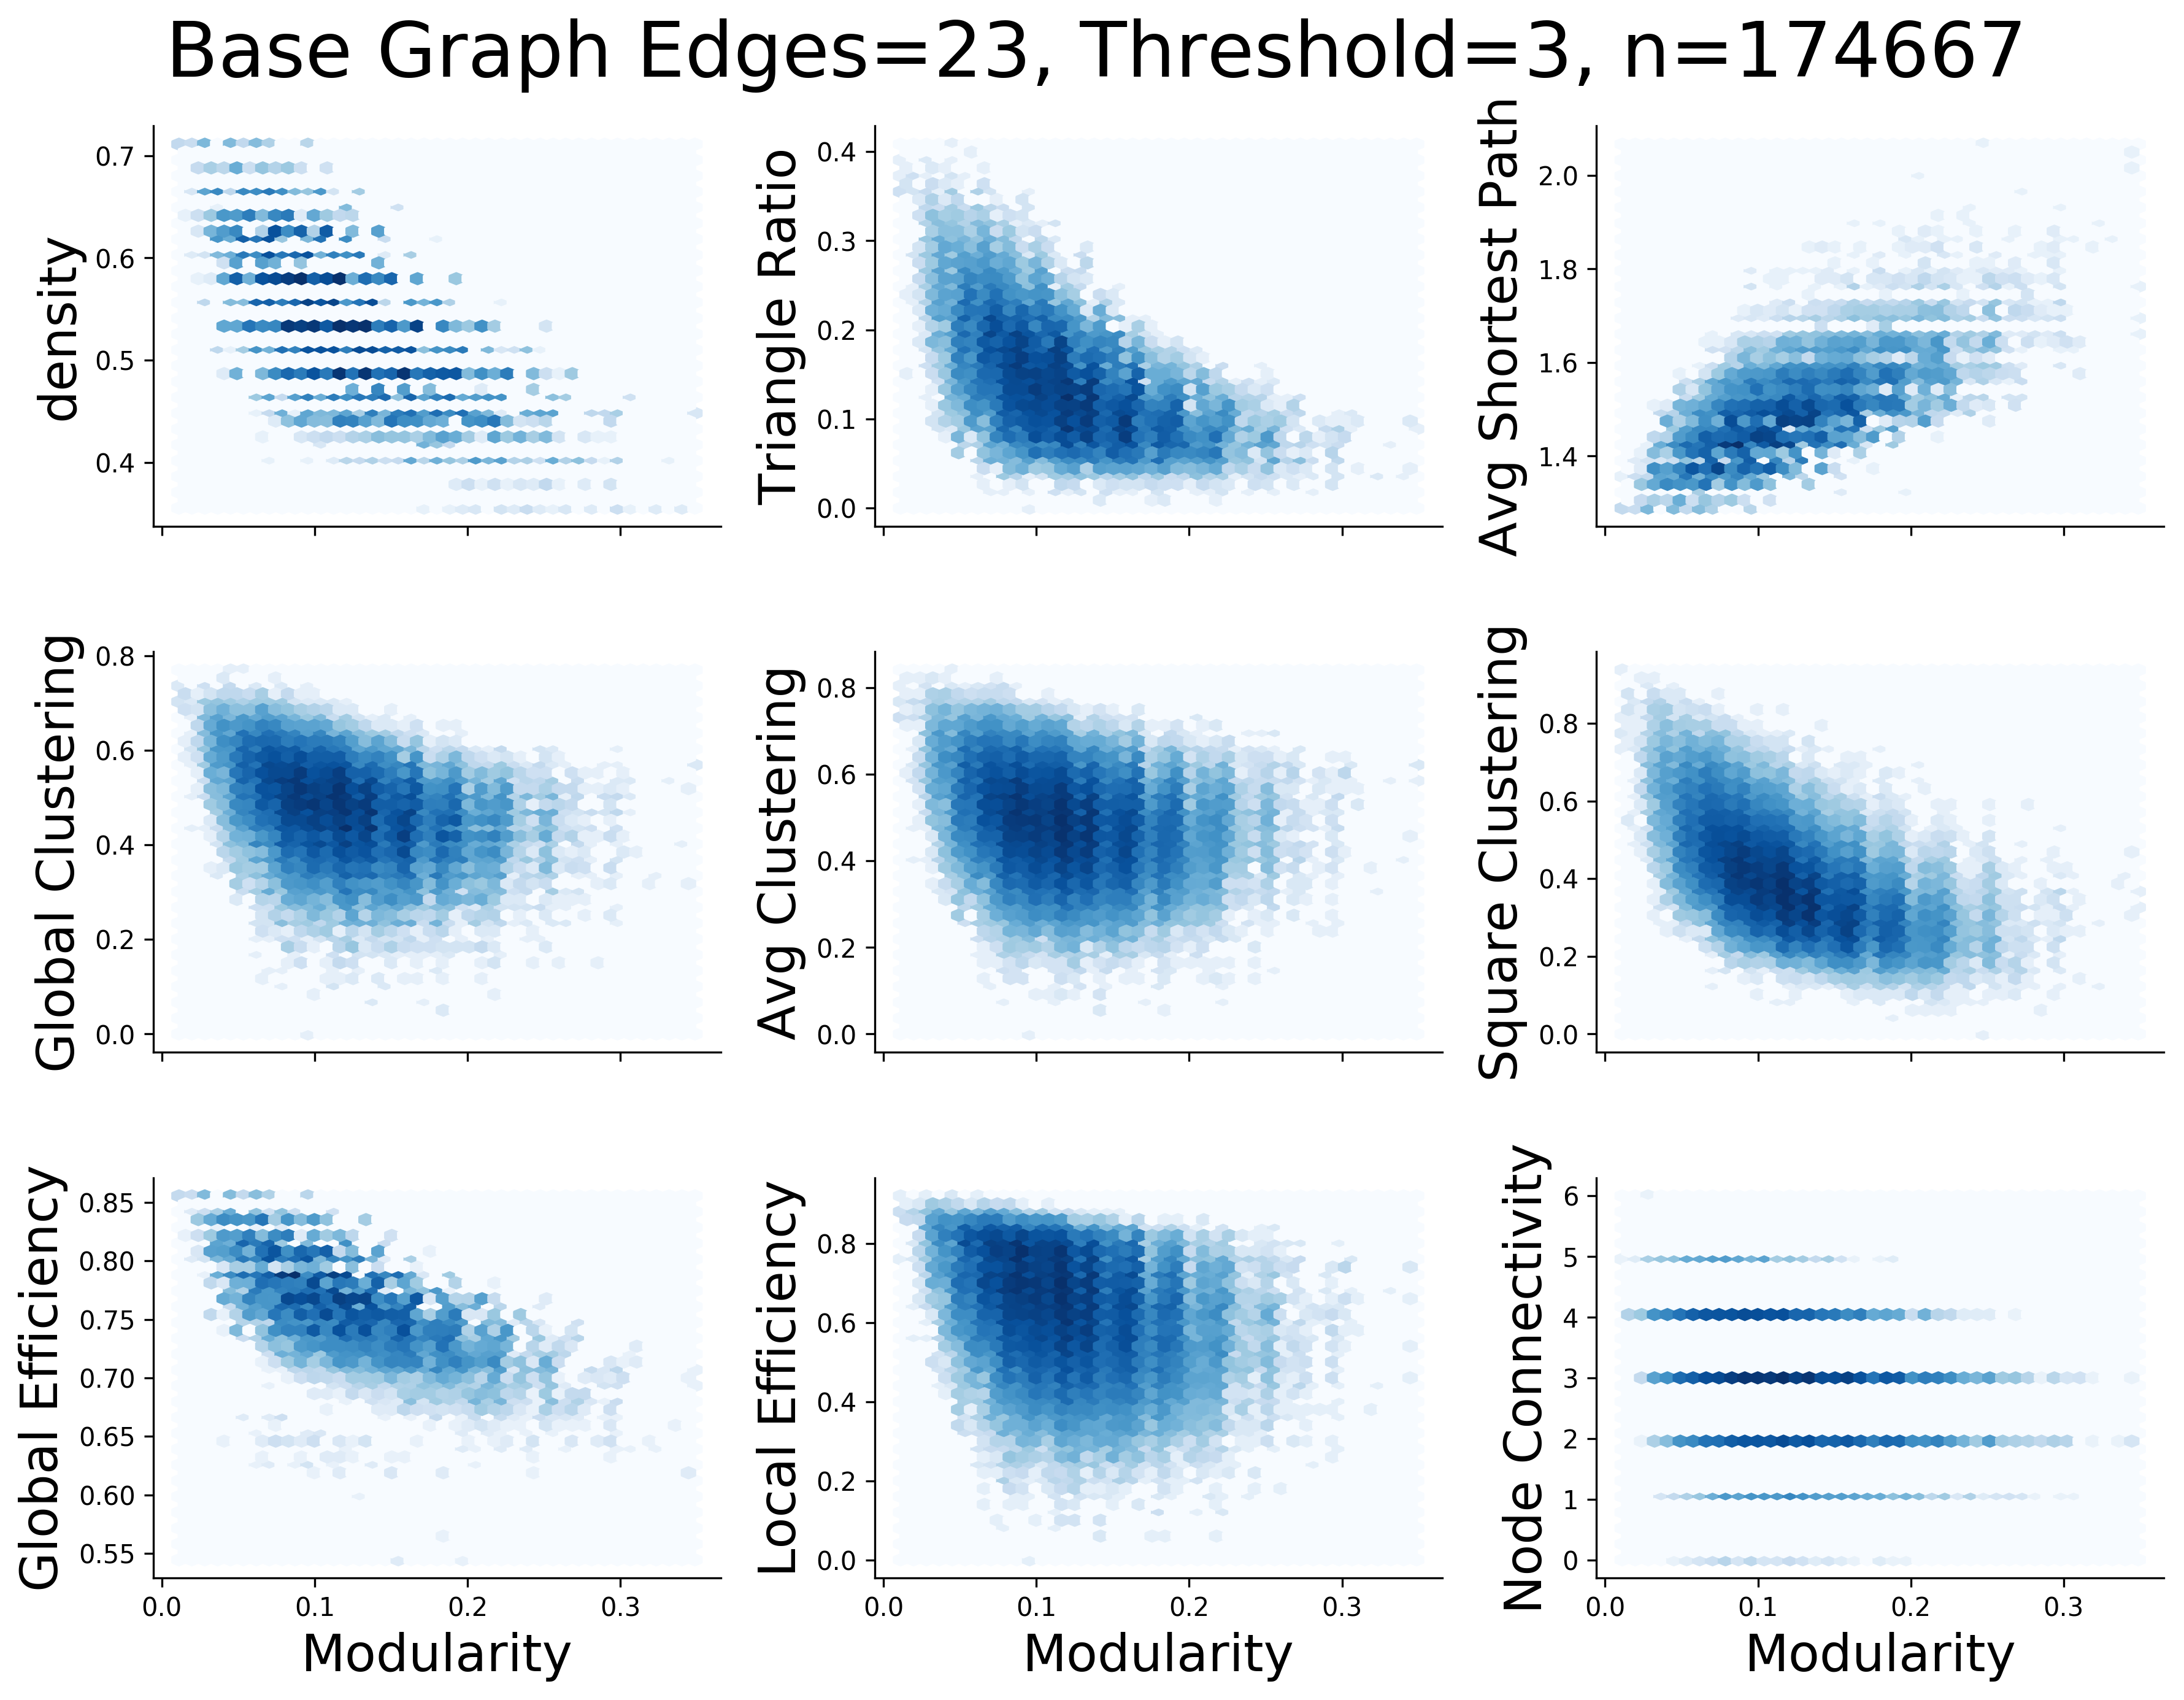 Base Graph Edges=23, Threshold=3, n=174667
density
0.7
0.6
0.5
0.4
Triangle Ratio
0.4
0.3
0.2
0.1
0.0
Avg Shortest Path
2.0
1.8
1.6
1.4
Global Clustering
0.8
0.6
0.4
0.2
0.0
Avg Clustering
0.8
0.6
0.4
0.2
0.0
Square Clustering
0.8
0.6
0.4
0.2
0.0
Global Efficiency
0.85
0.80
0.75
0.70
0.65
0.60
0.55
0.0 0.1 0.2 0.3
Modularity
Local Efficiency
0.8
0.6
0.4
0.2
0.0
0.0 0.1 0.2 0.3
Modularity
Node Connectivity
6
5
4
3
2
1
0
0.0 0.1 0.2 0.3
Modularity